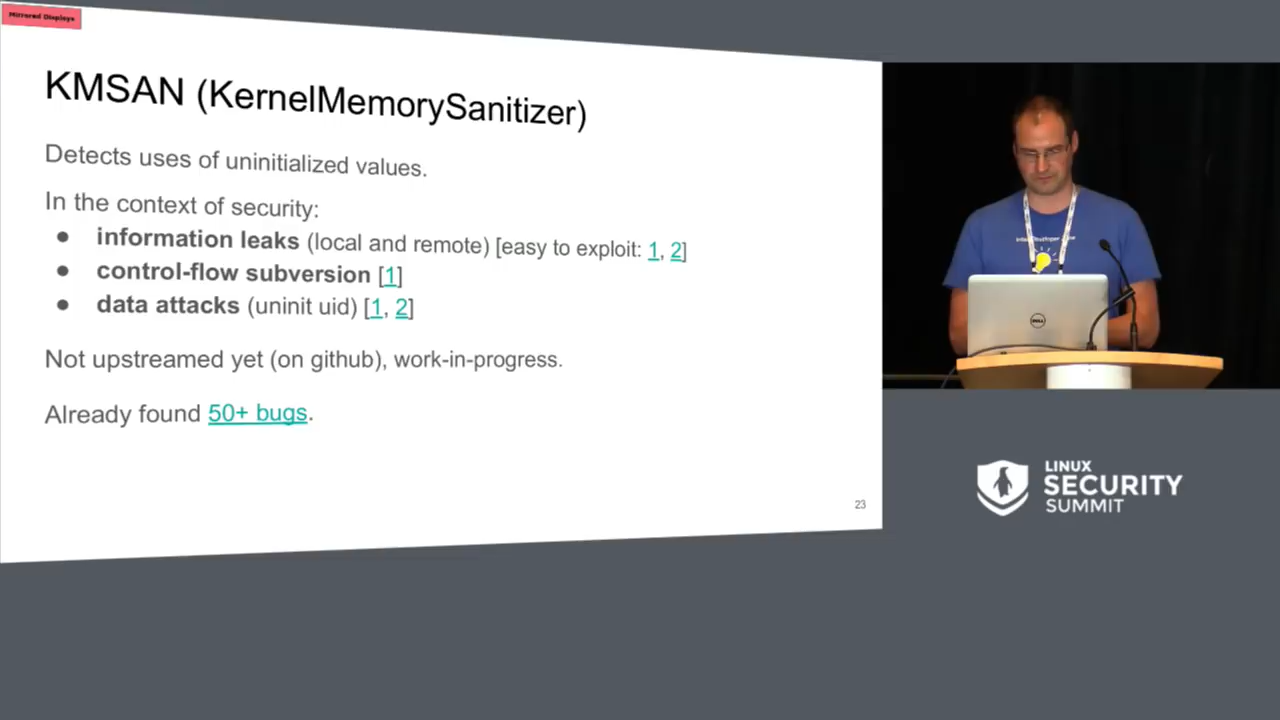 Mirrored Displays
KMSAN (KernelMemorySanitizer)
Detects uses of uninitialized values.
In the context of security:
● information leaks (local and remote) [easy to exploit: 1, 2]
● control-flow subversion [1]
● data attacks (uninit uid) [1, 2]
Not upstreamed yet (on github), work-in-progress.
Already found 50+ bugs.
23
DELL
LINUX
SECURITY
SUMMIT